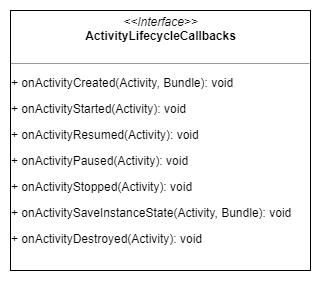 <<Interface>>
ActivityLifecycleCallbacks
+ onActivityCreated(Activity, Bundle): void
+ onActivityStarted(Activity): void
+ onActivityResumed(Activity): void
+ onActivityPaused(Activity): void
+ onActivityStopped(Activity): void
+ onActivitySaveInstanceState(Activity, Bundle): void
+ onActivityDestroyed(Activity): void